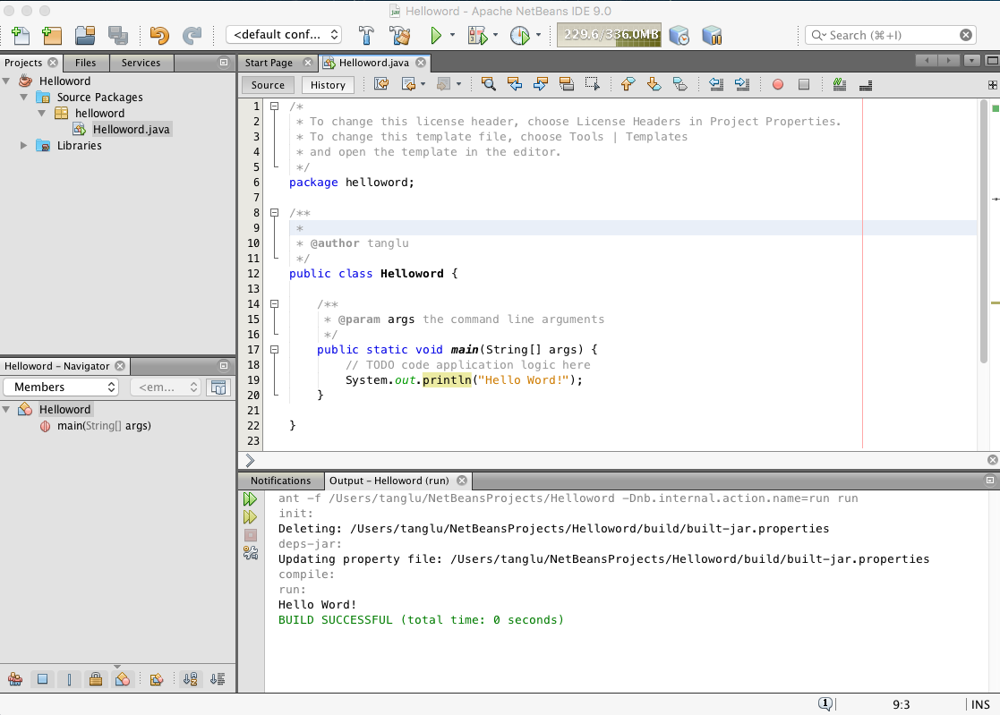 Helloword - Apache NetBeans IDE 9.0
<default conf... 229.6/336.0MB Search (⌘+I)
Projects Files Services
Helloword
Source Packages
helloword
Helloword.java
Libraries
Start Page Helloword.java
Source History
1 /*
2  * To change this license header, choose License Headers in Project Properties.
3  * To change this template file, choose Tools | Templates
4  * and open the template in the editor.
5  */
6 package helloword;
7
8 /**
9  *
10  * @author tanglu
11  */
12 public class Helloword {
13
14     /**
15      * @param args the command line arguments
16      */
17     public static void main(String[] args) {
18         // TODO code application logic here
19         System.out.println("Hello Word!");
20     }
21
22 }
23
Helloword - Navigator
Members <em...
Helloword
main(String[] args)
Notifications Output - Helloword (run)
ant -f /Users/tanglu/NetBeansProjects/Helloword -Dnb.internal.action.name=run run
init:
Deleting: /Users/tanglu/NetBeansProjects/Helloword/build/built-jar.properties
deps-jar:
Updating property file: /Users/tanglu/NetBeansProjects/Helloword/build/built-jar.properties
compile:
run:
Hello Word!
BUILD SUCCESSFUL (total time: 0 seconds)
1 9:3 INS